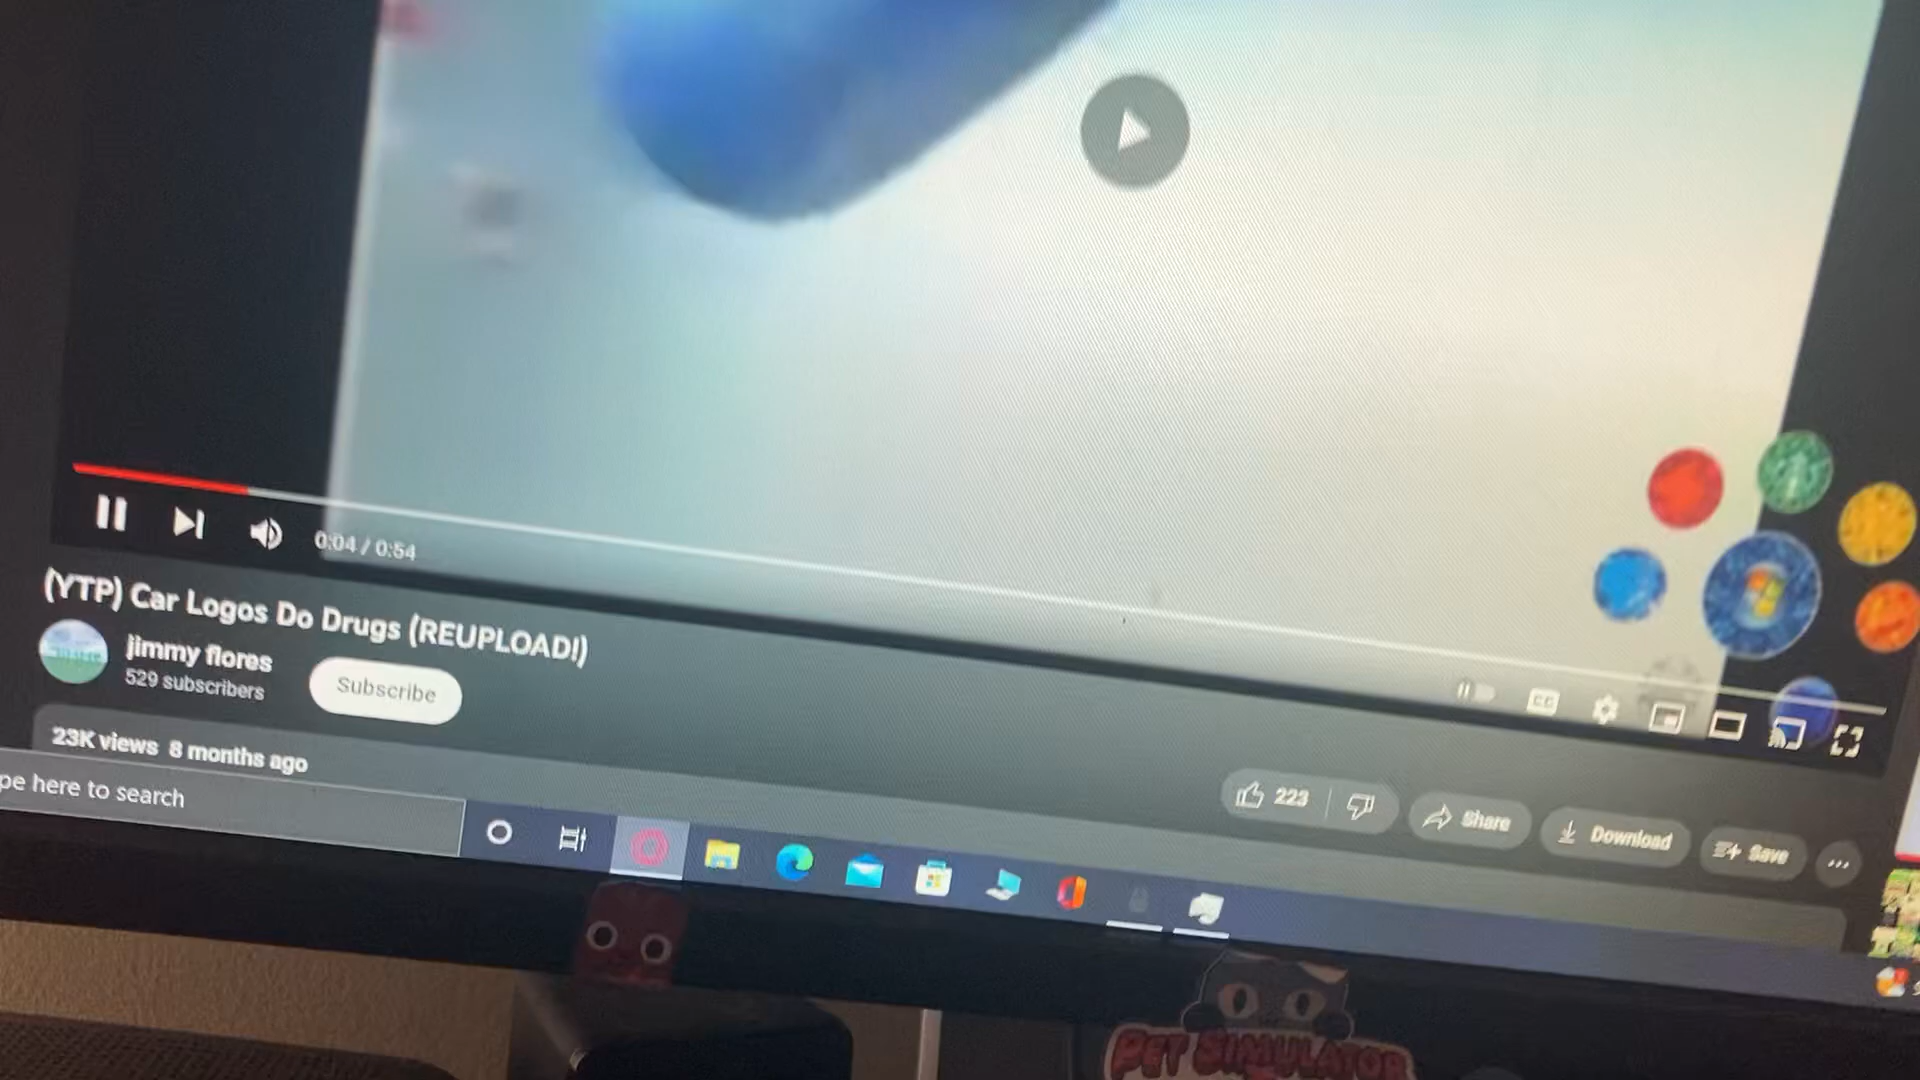 0:04 / 0:54
(YTP) Car Logos Do Drugs (REUPLOAD!)
jimmy flores
529 subscribers
Subscribe
CC
223
Share
Download
Save
...
23K views 8 months ago
pe here to search
PET SIMULATOR